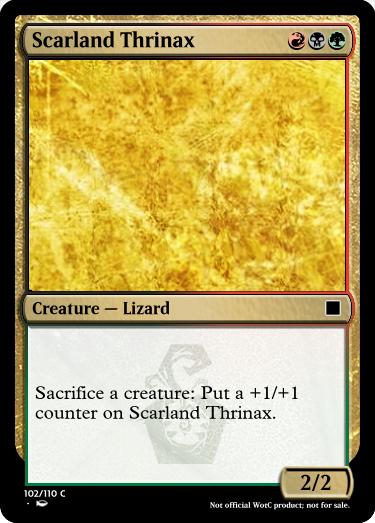 Scarland Thrinax
Creature — Lizard
Sacrifice a creature: Put a +1/+1
counter on Scarland Thrinax.
2/2
102/110 C
Not official WotC product; not for sale.